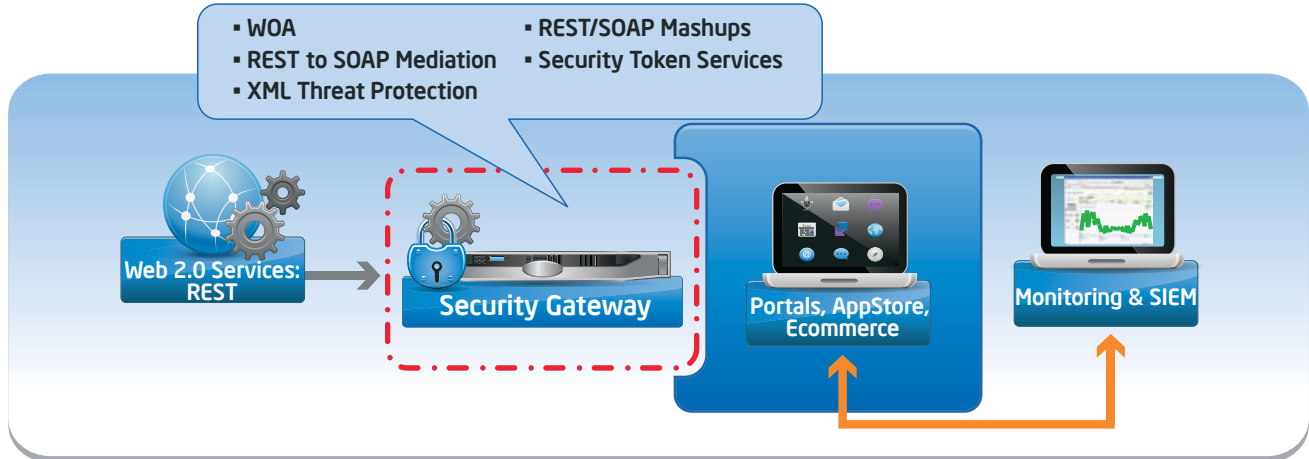 ▪ WOA
▪ REST to SOAP Mediation
▪ XML Threat Protection
▪ REST/SOAP Mashups
▪ Security Token Services
Web 2.0 Services:
REST
Security Gateway
Portals, AppStore,
Ecommerce
Monitoring & SIEM